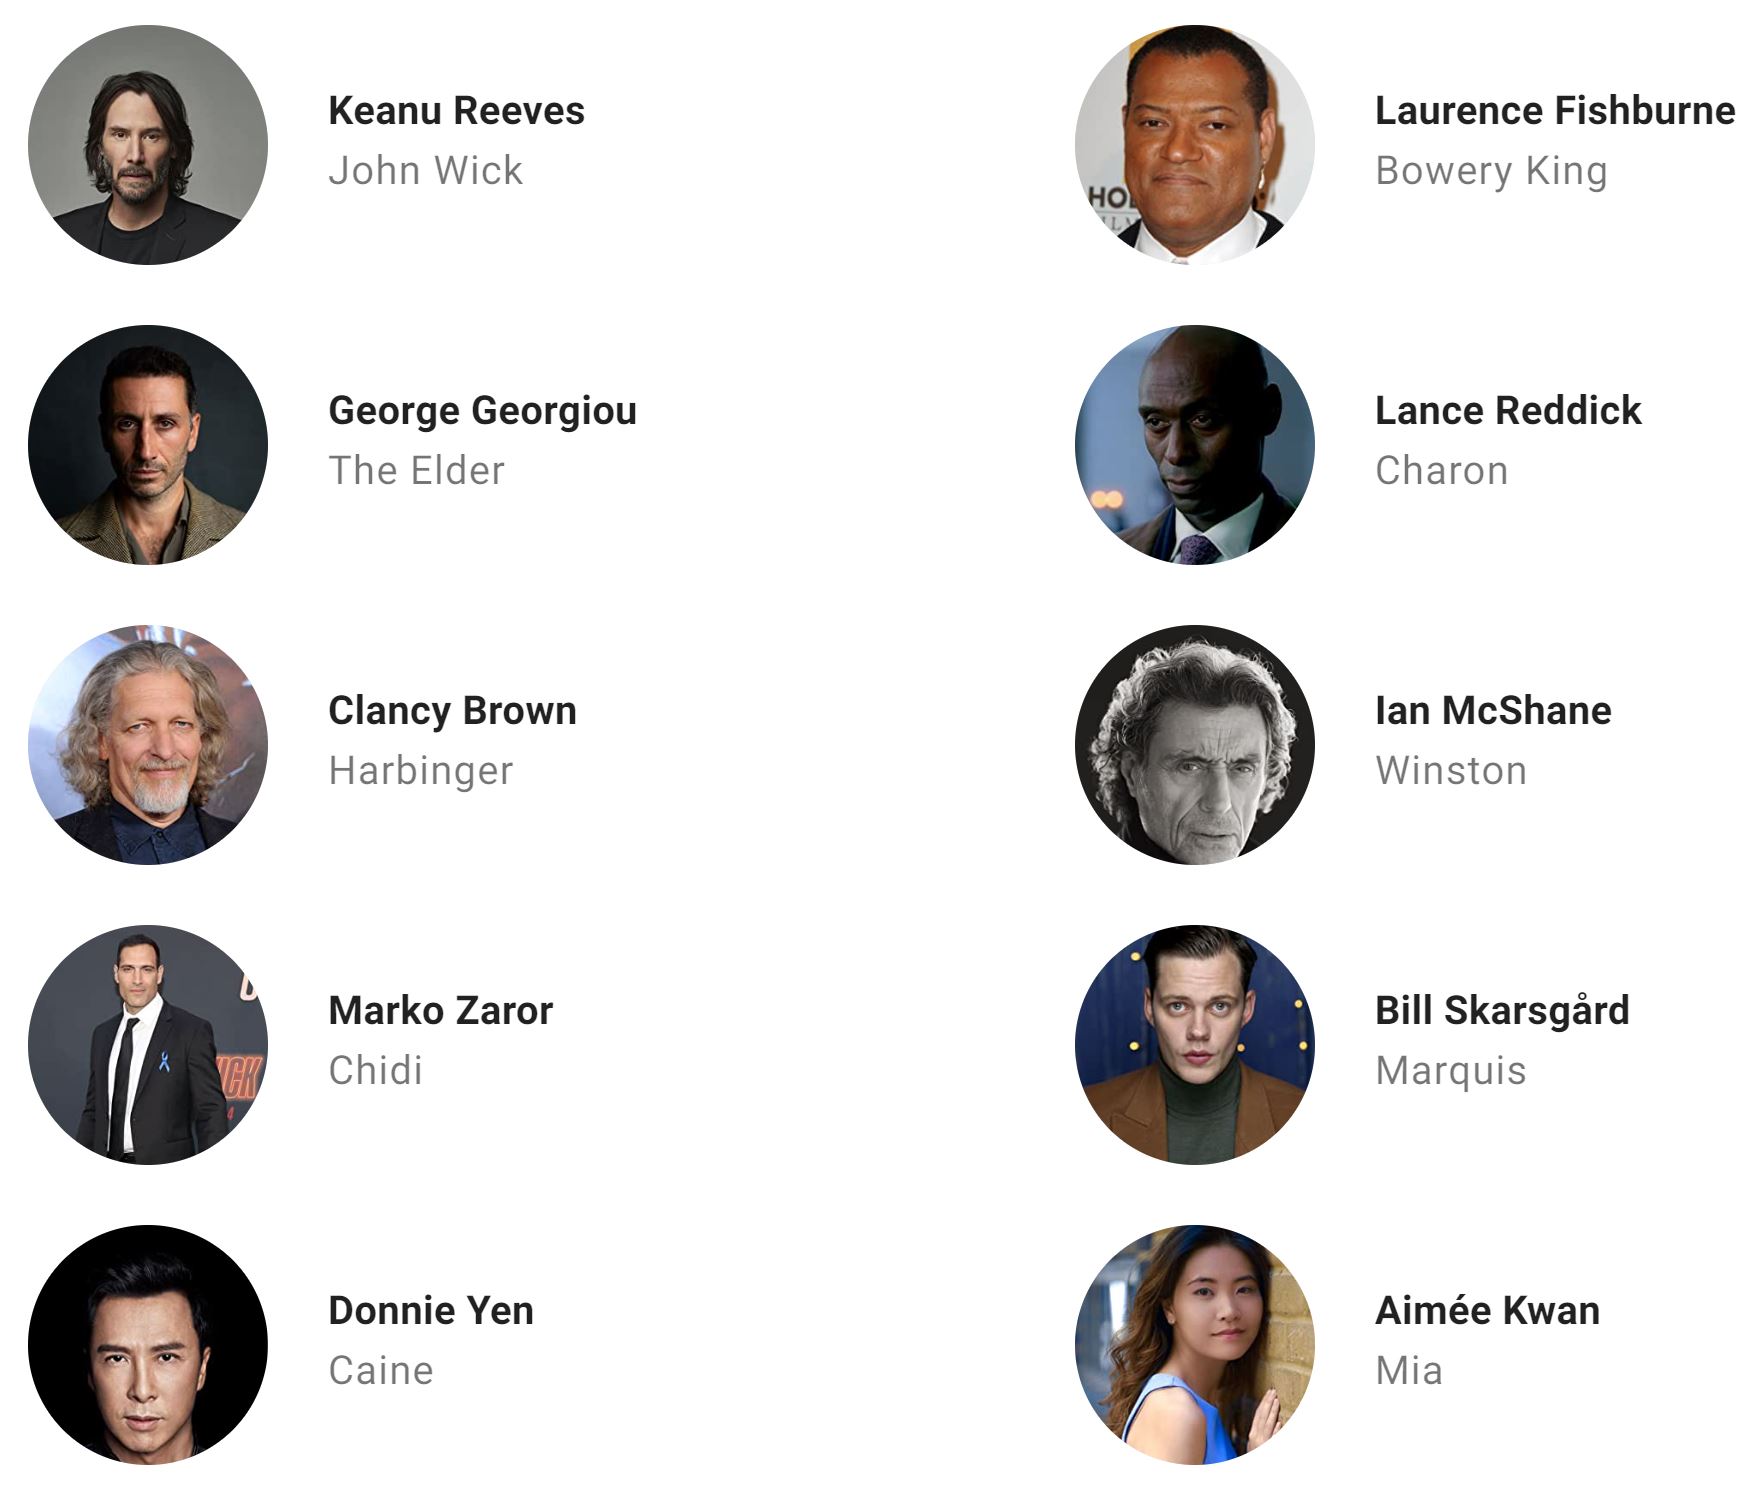 Keanu Reeves
John Wick
Laurence Fishburne
Bowery King
George Georgiou
The Elder
Lance Reddick
Charon
Clancy Brown
Harbinger
Ian McShane
Winston
Marko Zaror
Chidi
Bill Skarsgård
Marquis
Donnie Yen
Caine
Aimée Kwan
Mia